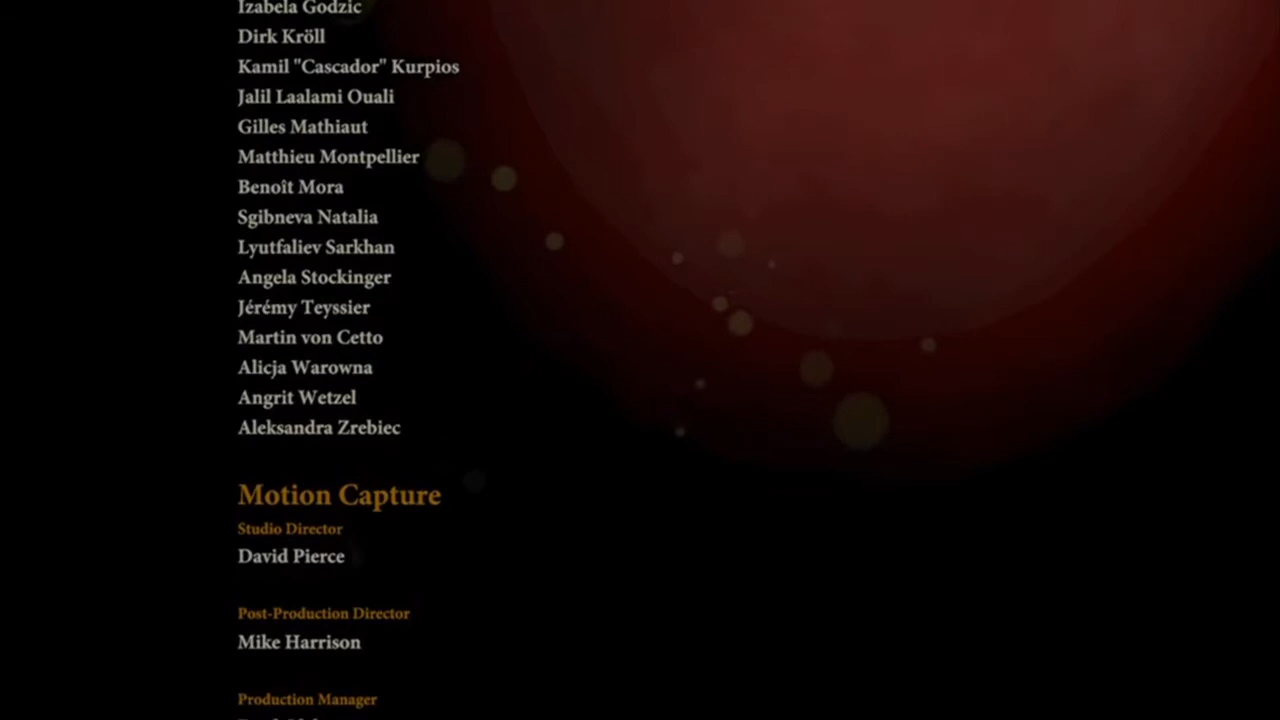 Izabela Godzic
Dirk Kröll
Kamil "Cascador" Kurpios
Jalil Laalami Ouali
Gilles Mathiaut
Matthieu Montpellier
Benoît Mora
Sgibneva Natalia
Lyutfaliev Sarkhan
Angela Stockinger
Jérémy Teyssier
Martin von Cetto
Alicja Warowna
Angrit Wetzel
Aleksandra Zrebiec
Motion Capture
Studio Director
David Pierce
Post-Production Director
Mike Harrison
Production Manager